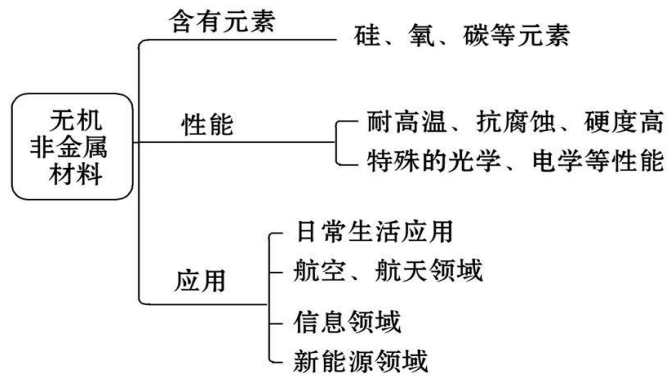 无机
非金属
材料
含有元素
硅、氧、碳等元素
性能
耐高温、抗腐蚀、硬度高
特殊的光学、电学等性能
应用
日常生活应用
航空、航天领域
信息领域
新能源领域